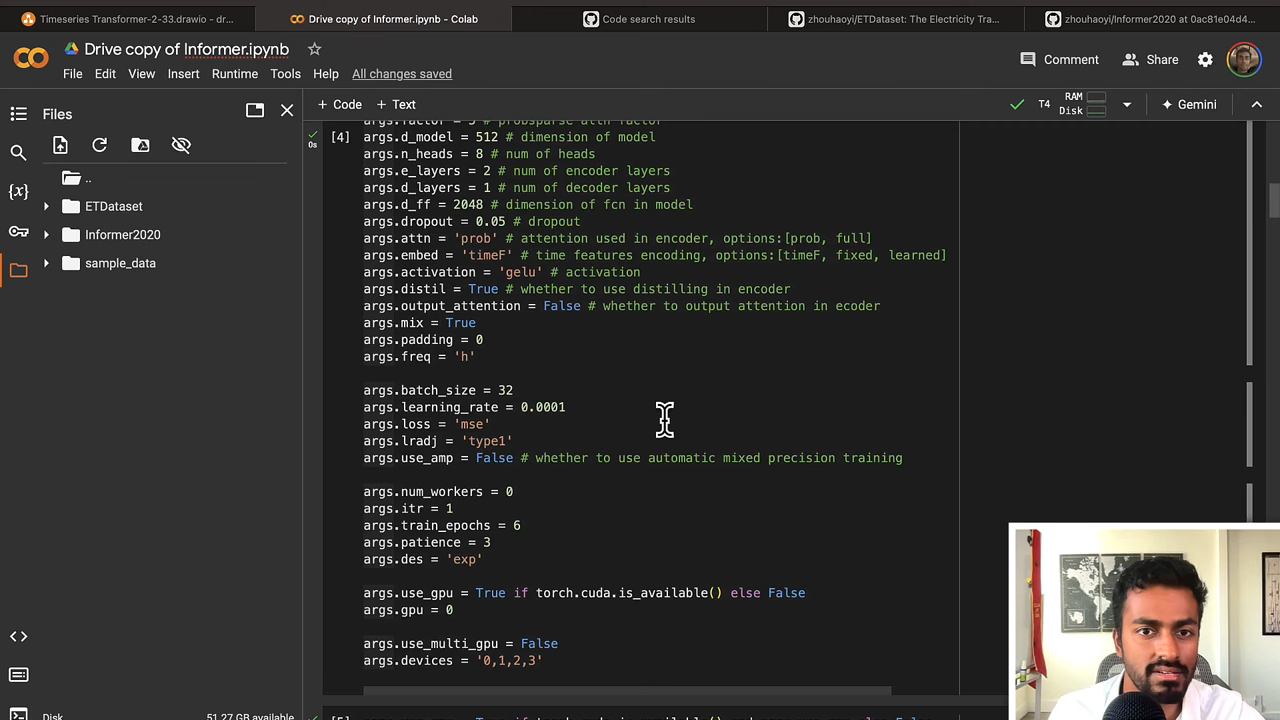 Timeseries Transformer-2-33.drawio - dr...
Drive copy of Informer.ipynb - Colab
Code search results
zhouhaoyi/ETDataset: The Electricity Tra...
zhouhaoyi/Informer2020 at 0ac81e04d4...
Drive copy of Informer.ipynb
Comment
Share
File Edit View Insert Runtime Tools Help All changes saved
Files
+ Code + Text
T4
RAM
Disk
Gemini
..
ETDataset
Informer2020
sample_data
{x}
Disk
51.27 GB available
[4]
0s
args.factor = 5 # probsparse attn factor
args.d_model = 512 # dimension of model
args.n_heads = 8 # num of heads
args.e_layers = 2 # num of encoder layers
args.d_layers = 1 # num of decoder layers
args.d_ff = 2048 # dimension of fcn in model
args.dropout = 0.05 # dropout
args.attn = 'prob' # attention used in encoder, options:[prob, full]
args.embed = 'timeF' # time features encoding, options:[timeF, fixed, learned]
args.activation = 'gelu' # activation
args.distil = True # whether to use distilling in encoder
args.output_attention = False # whether to output attention in ecoder
args.mix = True
args.padding = 0
args.freq = 'h'
args.batch_size = 32
args.learning_rate = 0.0001
args.loss = 'mse'
args.lradj = 'type1'
args.use_amp = False # whether to use automatic mixed precision training
args.num_workers = 0
args.itr = 1
args.train_epochs = 6
args.patience = 3
args.des = 'exp'
args.use_gpu = True if torch.cuda.is_available() else False
args.gpu = 0
args.use_multi_gpu = False
args.devices = '0,1,2,3'
[5]